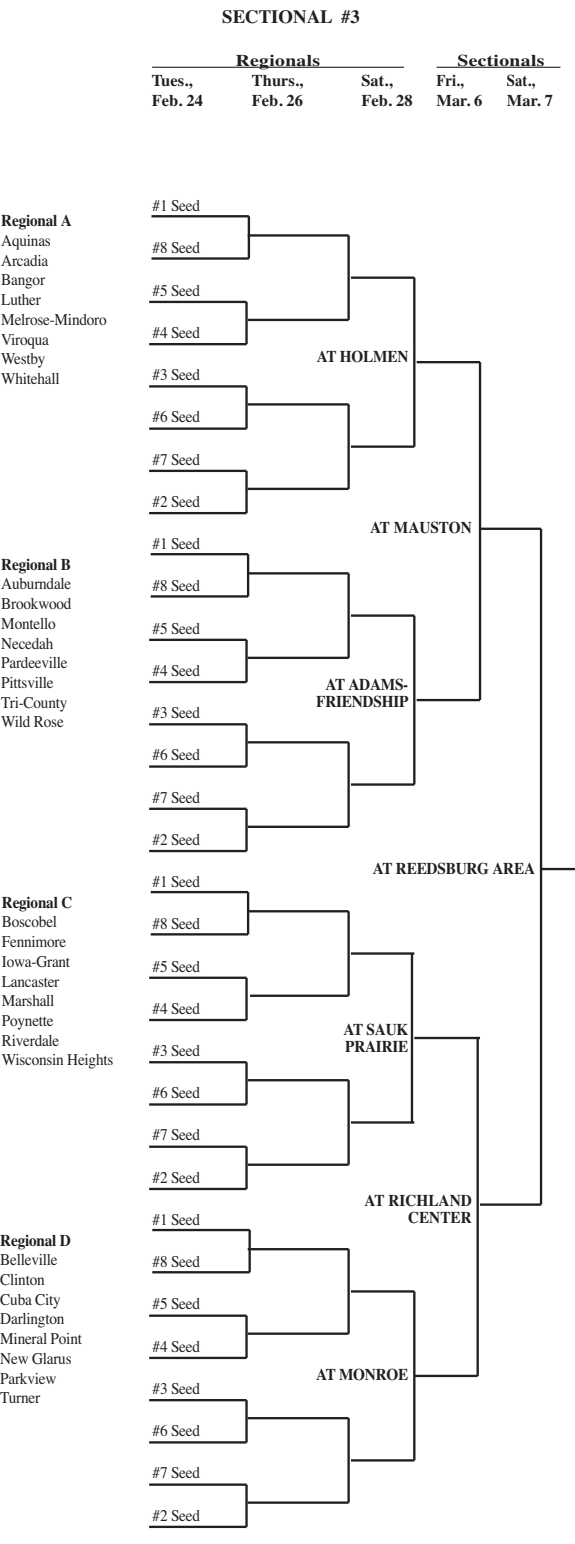 SECTIONAL #3
Regionals
Sectionals
Tues.,
Feb. 24
Thurs.,
Feb. 26
Sat.,
Feb. 28
Fri.,
Mar. 6
Sat.,
Mar. 7
Regional A
Aquinas
Arcadia
Bangor
Luther
Melrose-Mindoro
Viroqua
Westby
Whitehall
#1 Seed
#8 Seed
#5 Seed
#4 Seed
#3 Seed
#6 Seed
#7 Seed
#2 Seed
AT HOLMEN
AT MAUSTON
Regional B
Auburndale
Brookwood
Montello
Necedah
Pardeeville
Pittsville
Tri-County
Wild Rose
#1 Seed
#8 Seed
#5 Seed
#4 Seed
#3 Seed
#6 Seed
#7 Seed
#2 Seed
AT ADAMS-
FRIENDSHIP
AT REEDSBURG AREA
Regional C
Boscobel
Fennimore
Iowa-Grant
Lancaster
Marshall
Poynette
Riverdale
Wisconsin Heights
#1 Seed
#8 Seed
#5 Seed
#4 Seed
#3 Seed
#6 Seed
#7 Seed
#2 Seed
AT SAUK
PRAIRIE
AT RICHLAND
CENTER
Regional D
Belleville
Clinton
Cuba City
Darlington
Mineral Point
New Glarus
Parkview
Turner
#1 Seed
#8 Seed
#5 Seed
#4 Seed
#3 Seed
#6 Seed
#7 Seed
#2 Seed
AT MONROE